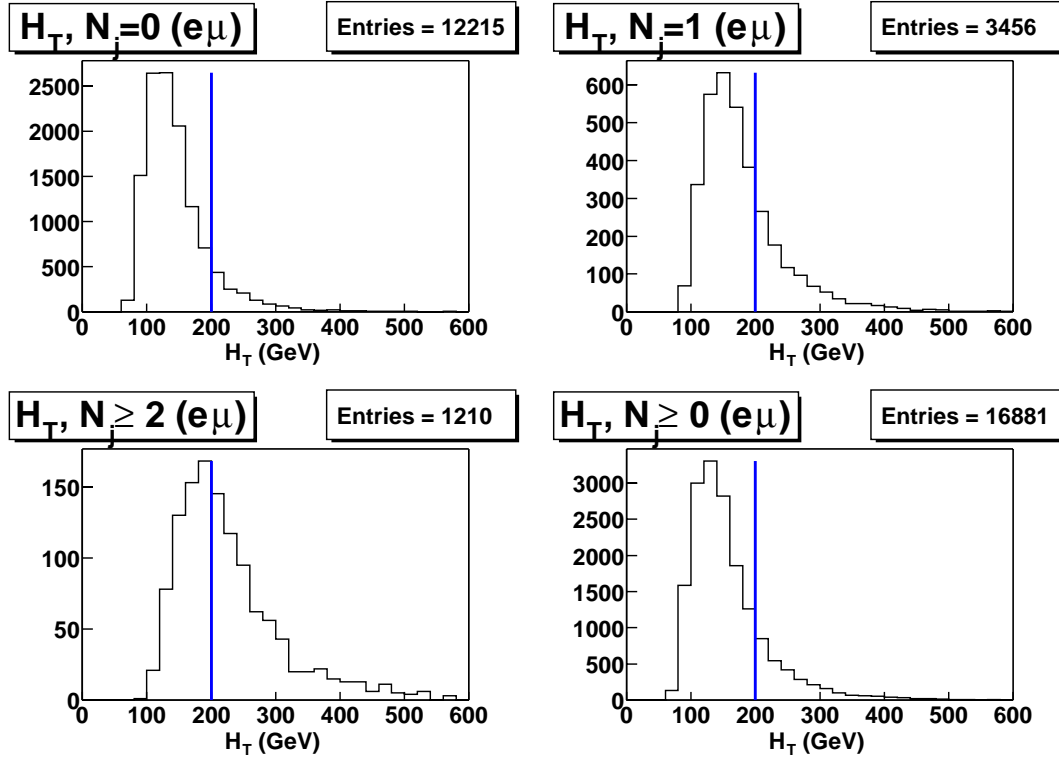 H_T, N_j=0 (eμ)
Entries = 12215
0
500
1000
1500
2000
2500
0 100 200 300 400 500 600
H_T (GeV)
H_T, N_j=1 (eμ)
Entries = 3456
0
100
200
300
400
500
600
0 100 200 300 400 500 600
H_T (GeV)
H_T, N_j≥ 2 (eμ)
Entries = 1210
0
50
100
150
0 100 200 300 400 500 600
H_T (GeV)
H_T, N_j≥ 0 (eμ)
Entries = 16881
0
500
1000
1500
2000
2500
3000
0 100 200 300 400 500 600
H_T (GeV)